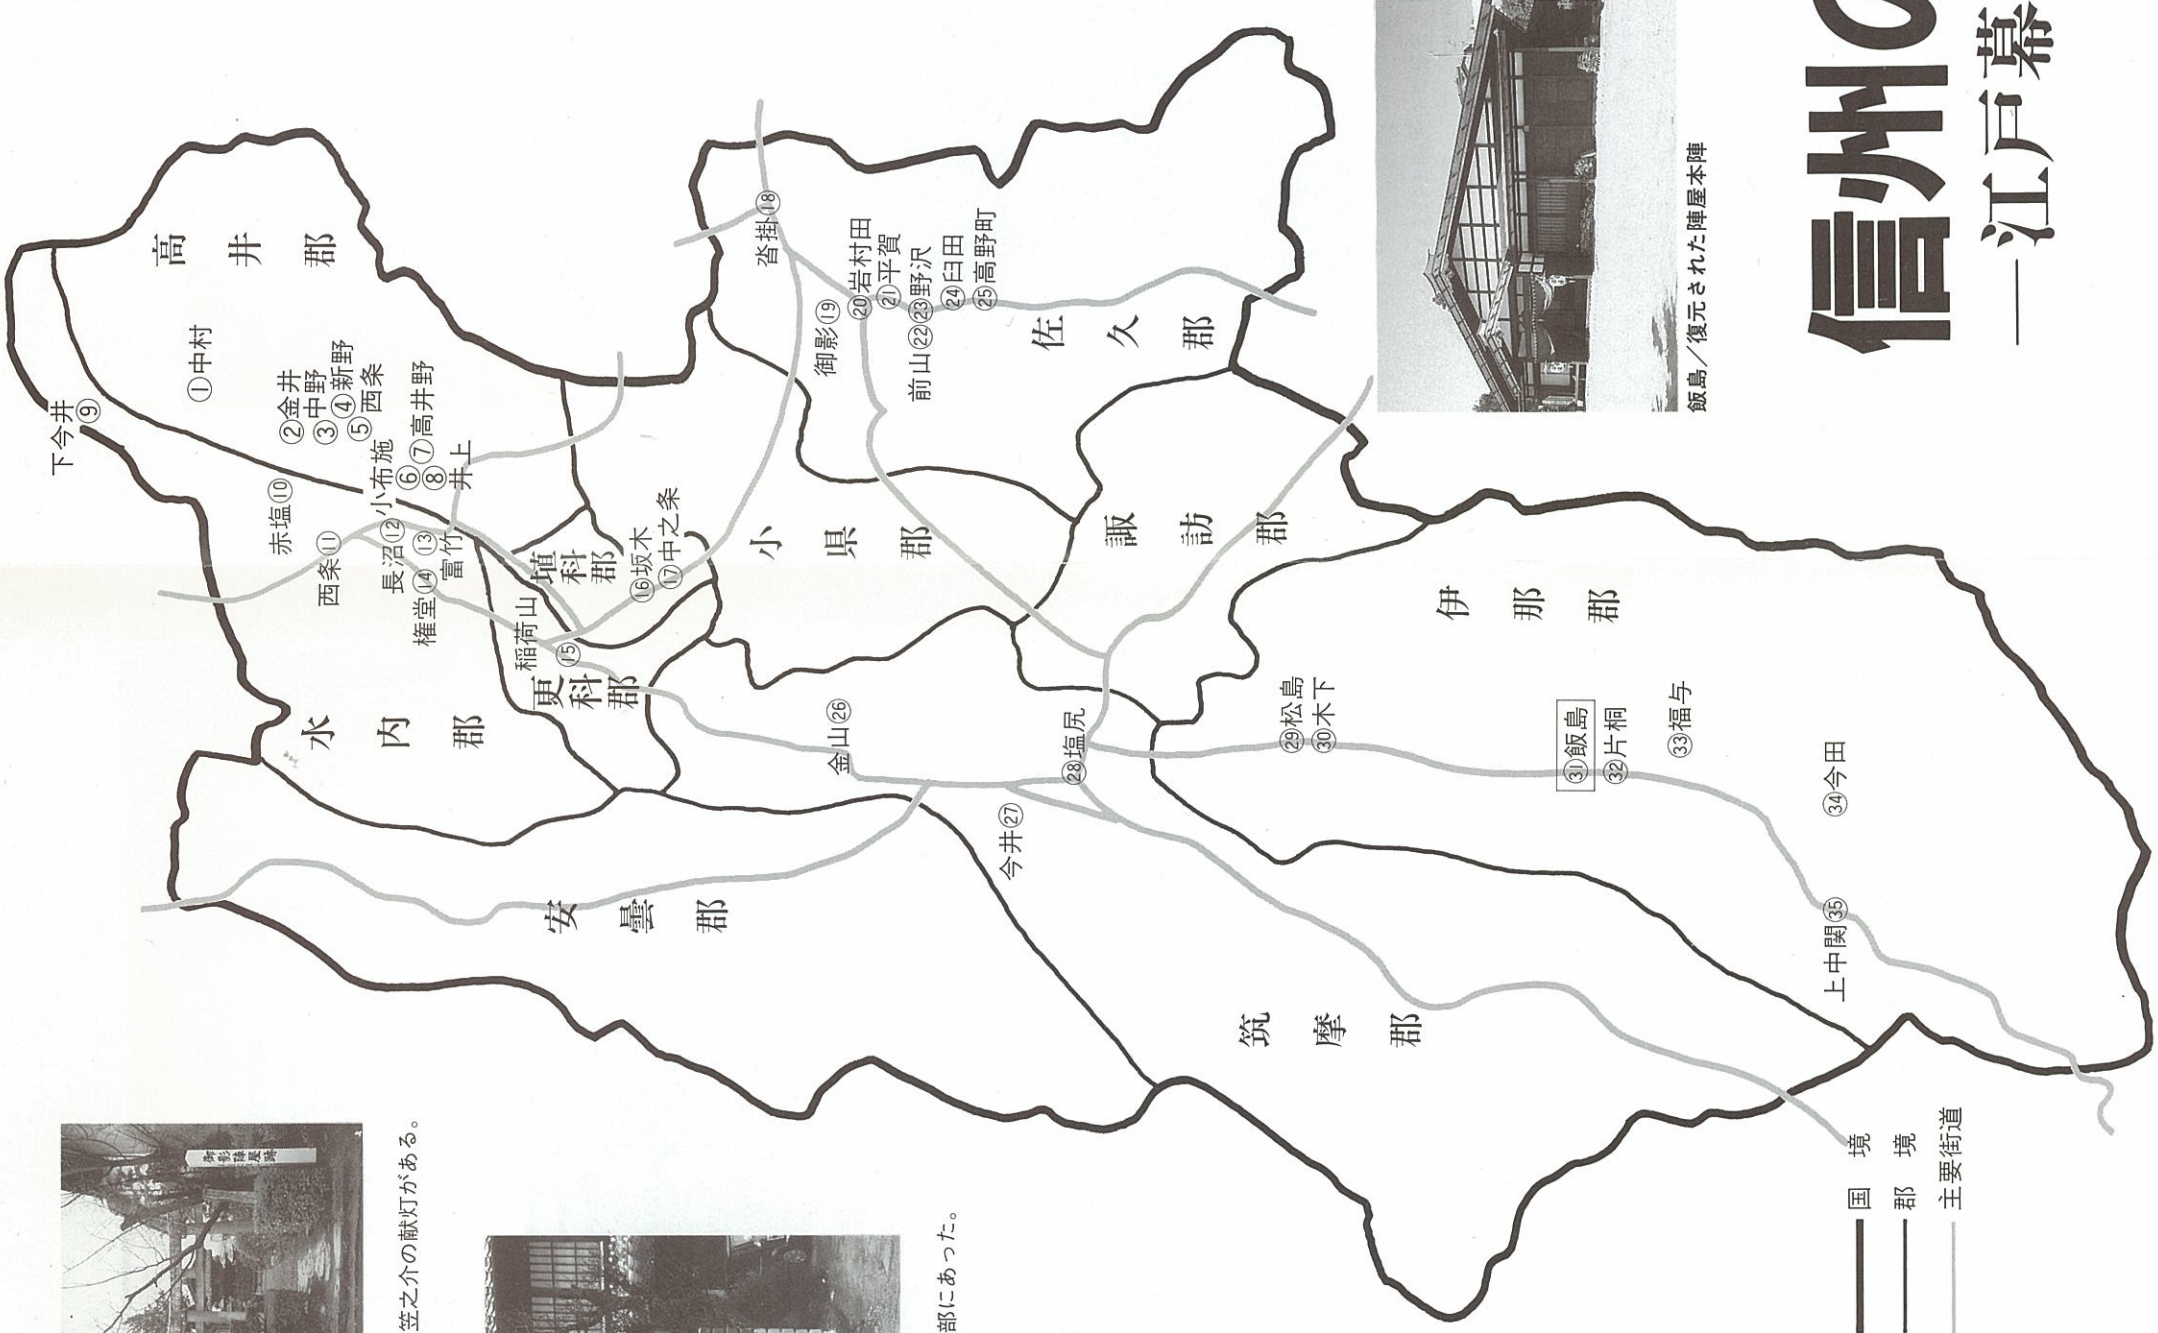 信州の
―江戸幕
飯島／復元された陣屋本陣
高井郡
①中村
②金井
③中野
④新野
⑤西条
小布施⑥
⑦高井野
⑧井上
下今井⑨
赤塩⑩
西条⑪
長沼⑫
⑬富竹
権堂⑭
水内郡
埴科郡
稲荷山⑮
更科郡
⑯坂木
⑰中之条
小県郡
沓掛⑱
御影⑲
⑳岩村田
㉑平賀
前山㉒
㉓野沢
㉔臼田
㉕高野町
佐久郡
諏訪郡
金山㉖
今井㉗
㉘塩尻
安曇郡
筑摩郡
伊那郡
㉙松島
㉚木下
㉛飯島
㉜片桐
㉝福与
㉞今田
上中関㉟
国境
郡境
主要街道
御影陣屋跡
笠之介の献灯がある。
部にあった。